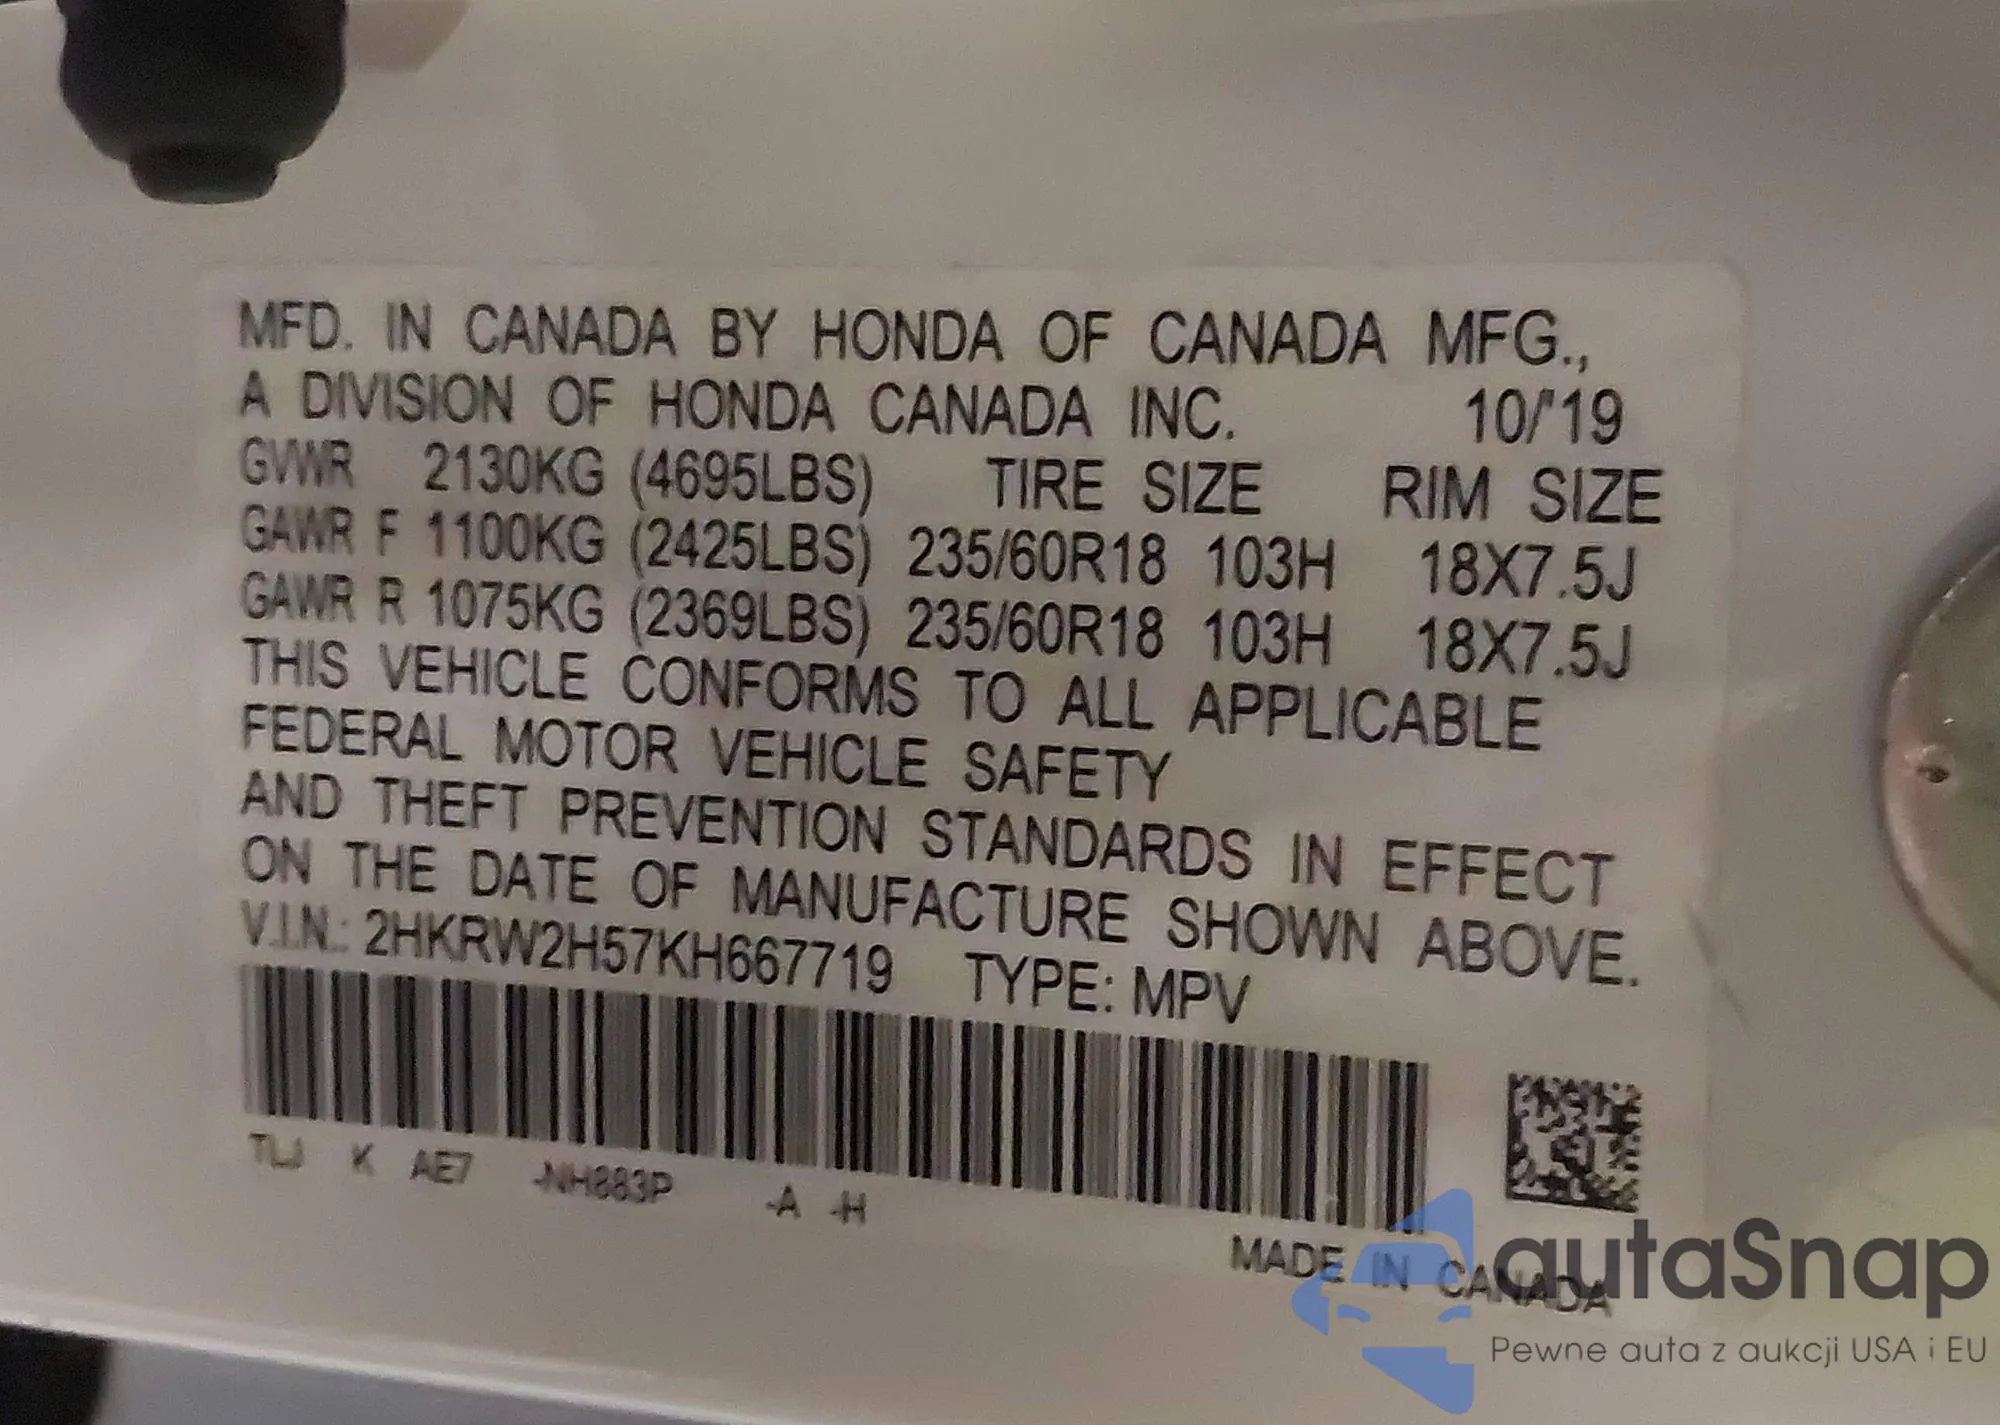 MFD. IN CANADA BY HONDA OF CANADA MFG.,
A DIVISION OF HONDA CANADA INC. 10/'19
GVWR 2130KG (4695LBS) TIRE SIZE RIM SIZE
GAWR F 1100KG (2425LBS) 235/60R18 103H 18X7.5J
GAWR R 1075KG (2369LBS) 235/60R18 103H 18X7.5J
THIS VEHICLE CONFORMS TO ALL APPLICABLE
FEDERAL MOTOR VEHICLE SAFETY
AND THEFT PREVENTION STANDARDS IN EFFECT
ON THE DATE OF MANUFACTURE SHOWN ABOVE.
V.I.N.: 2HKRW2H57KH667719 TYPE: MPV
TLJ K AE7 -NH883P -A -H
MADE IN CANADA
autaSnap
Pewne auta z aukcji USA i EU